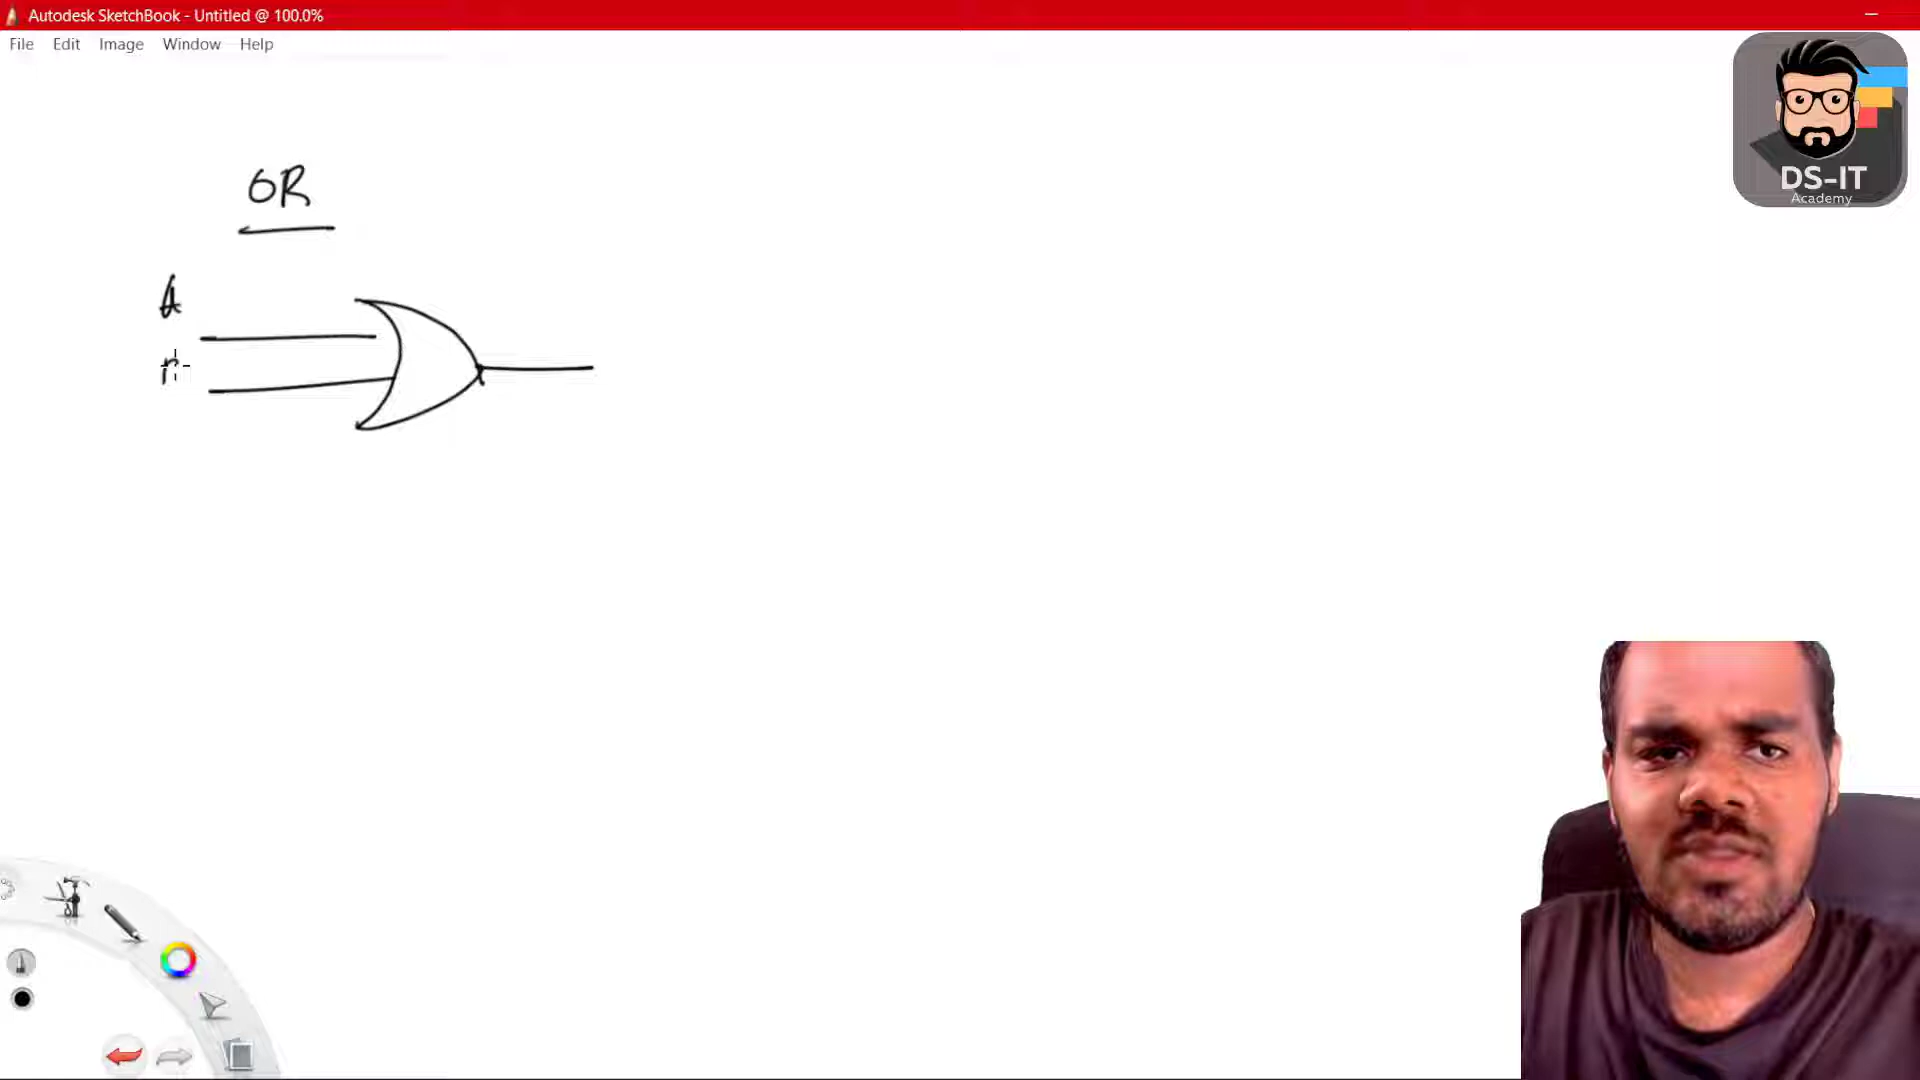 Autodesk SketchBook - Untitled @ 100.0%
File Edit Image Window Help
DS-IT
Academy
OR
A